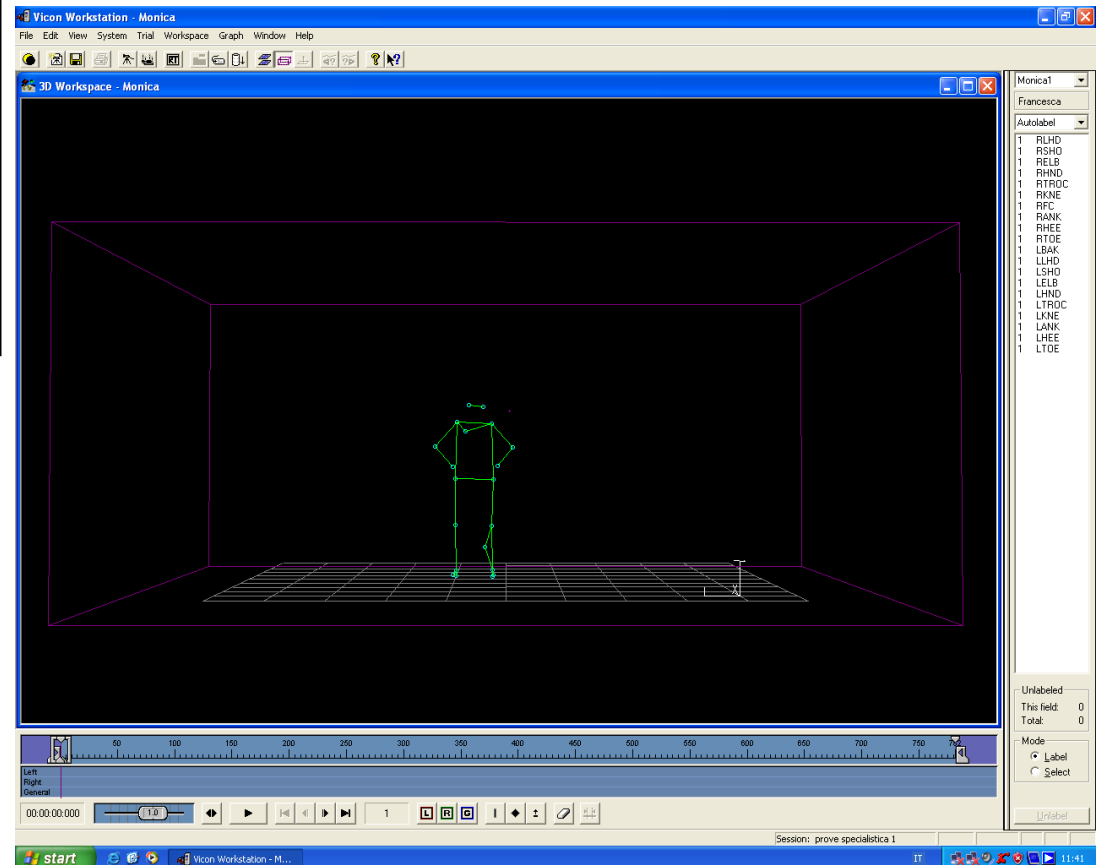 Vicon Workstation - Monica
File Edit View System Trial Workspace Graph Window Help
RT
3D Workspace - Monica
Monica1
Francesca
Autolabel
1 RLHD
1 RSHO
1 RELB
1 RHND
1 RTROC
1 RKNE
1 RFC
1 RANK
1 RHEE
1 RTOE
1 LBAK
1 LLHD
1 LSHO
1 LELB
1 LHND
1 LTROC
1 LKNE
1 LANK
1 LHEE
1 LTOE
X
Unlabeled
This field: 0
Total: 0
Mode
Label
Select
Unlabel
50 100 150 200 250 300 350 400 450 500 550 600 650 700 750
Left
Right
General
00:00:00:000 1.0 1 L R G
Session: prove specialistica 1
start Vicon Workstation - M... IT 11:41